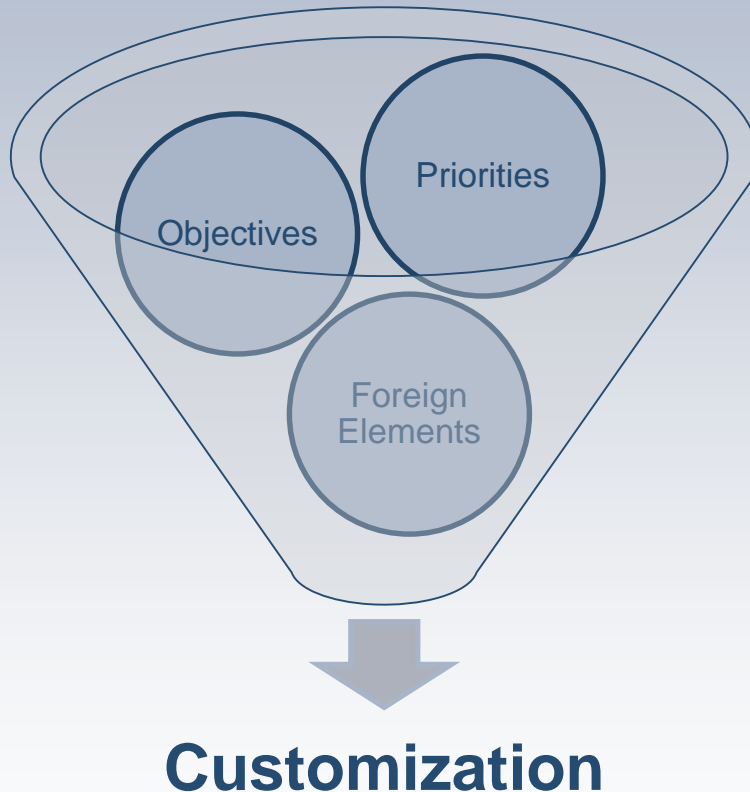 Priorities
Objectives
Foreign
Elements
Customization